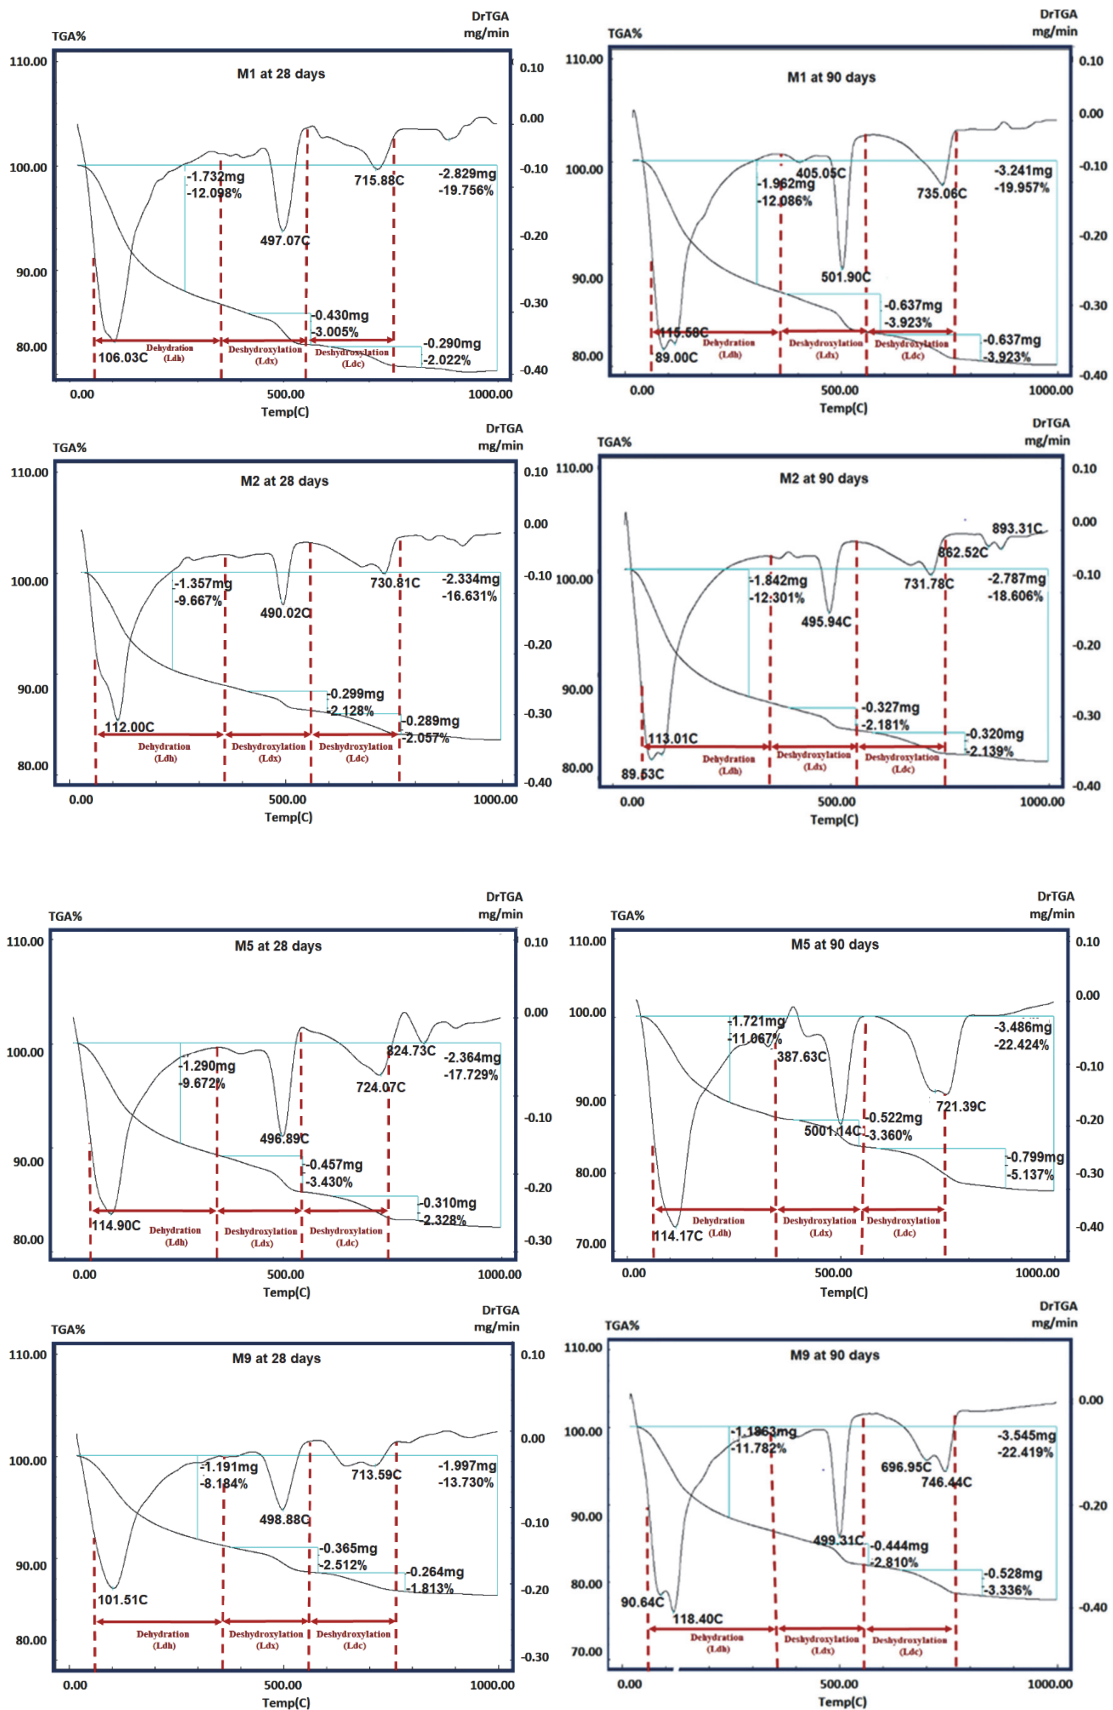 DrTGA
mg/min
TGA%
M1 at 28 days
110.00
0.10
0.00
100.00
-0.10
-1.732mg
-12.098%
-2.829mg
-19.756%
715.88C
497.07C
-0.20
90.00
-0.30
-0.430mg
-3.005%
-0.290mg
-2.022%
80.00
106.03C
Dehydration
(Ldh)
Deshydroxylation
(Ldx)
Deshydroxylation
(Ldc)
-0.40
0.00
500.00
1000.00
Temp(C)
DrTGA
mg/min
TGA%
M1 at 90 days
110.00
0.10
0.00
100.00
-0.10
405.05C
-1.962mg
-12.086%
-3.241mg
-19.957%
735.06C
-0.20
501.90C
90.00
-0.30
-0.637mg
-3.923%
-0.637mg
-3.923%
115.58C
89.00C
80.00
Dehydration
(Ldh)
Deshydroxylation
(Ldx)
Deshydroxylation
(Ldc)
-0.40
0.00
500.00
1000.00
Temp(C)
DrTGA
mg/min
TGA%
M2 at 28 days
110.00
0.10
0.00
100.00
-0.10
-1.357mg
-9.667%
730.81C
-2.334mg
-16.631%
490.02C
-0.20
90.00
-0.299mg
-2.128%
-0.30
-0.289mg
-2.057%
112.00C
Dehydration
(Ldh)
Deshydroxylation
(Ldx)
Deshydroxylation
(Ldc)
80.00
-0.40
0.00
500.00
1000.00
Temp(C)
DrTGA
mg/min
TGA%
M2 at 90 days
110.00
0.10
0.00
893.31C
862.52C
100.00
-0.10
-1.842mg
-12.301%
731.78C
-2.787mg
-18.606%
495.94C
-0.20
90.00
-0.30
-0.327mg
-2.181%
-0.320mg
-2.139%
113.01C
89.53C
Dehydration
(Ldh)
Deshydroxylation
(Ldx)
Deshydroxylation
(Ldc)
80.00
-0.40
0.00
500.00
1000.00
Temp(C)
DrTGA
mg/min
TGA%
M5 at 28 days
110.00
0.10
0.00
100.00
824.73C
-1.290mg
-9.672%
-2.364mg
-17.729%
724.07C
-0.10
496.89C
90.00
-0.457mg
-3.430%
-0.20
-0.310mg
-2.328%
114.90C
Dehydration
(Ldh)
Deshydroxylation
(Ldx)
Deshydroxylation
(Ldc)
80.00
-0.30
0.00
500.00
1000.00
Temp(C)
DrTGA
mg/min
TGA%
M5 at 90 days
110.00
0.10
0.00
100.00
-1.721mg
-11.067%
387.63C
-3.486mg
-22.424%
-0.10
90.00
721.39C
-0.20
5001.14C
-0.522mg
-3.360%
80.00
-0.799mg
-5.137%
-0.30
114.17C
Dehydration
(Ldh)
Deshydroxylation
(Ldx)
Deshydroxylation
(Ldc)
-0.40
70.00
0.00
500.00
1000.00
Temp(C)
DrTGA
mg/min
TGA%
M9 at 28 days
110.00
0.10
0.00
100.00
-1.191mg
-8.184%
713.59C
-1.997mg
-13.730%
498.88C
-0.10
90.00
-0.365mg
-2.512%
-0.264mg
-1.813%
-0.20
101.51C
80.00
Dehydration
(Ldh)
Deshydroxylation
(Ldx)
Deshydroxylation
(Ldc)
-0.30
0.00
500.00
1000.00
Temp(C)
DrTGA
mg/min
TGA%
M9 at 90 days
110.00
0.00
100.00
-1.1863mg
-11.782%
-3.545mg
-22.419%
696.95C
746.44C
90.00
-0.20
499.31C
-0.444mg
-2.810%
-0.528mg
-3.336%
80.00
90.64C
118.40C
-0.40
Dehydration
(Ldh)
Deshydroxylation
(Ldx)
Deshydroxylation
(Ldc)
70.00
0.00
500.00
1000.00
Temp(C)